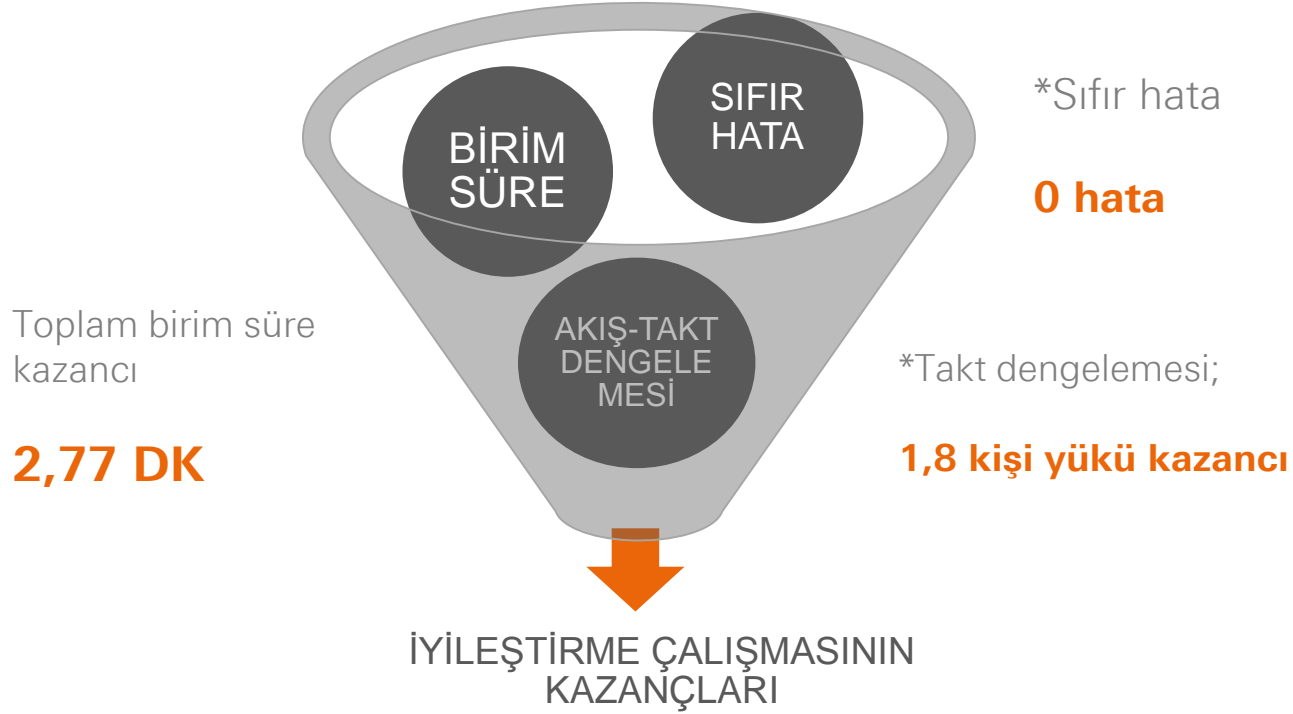 BİRİM
SÜRE
SIFIR
HATA
AKIŞ-TAKT
DENGELE
MESİ
*Sıfır hata
0 hata
Toplam birim süre
kazancı
2,77 DK
*Takt dengelemesi;
1,8 kişi yükü kazancı
İYİLEŞTİRME ÇALIŞMASININ
KAZANÇLARI